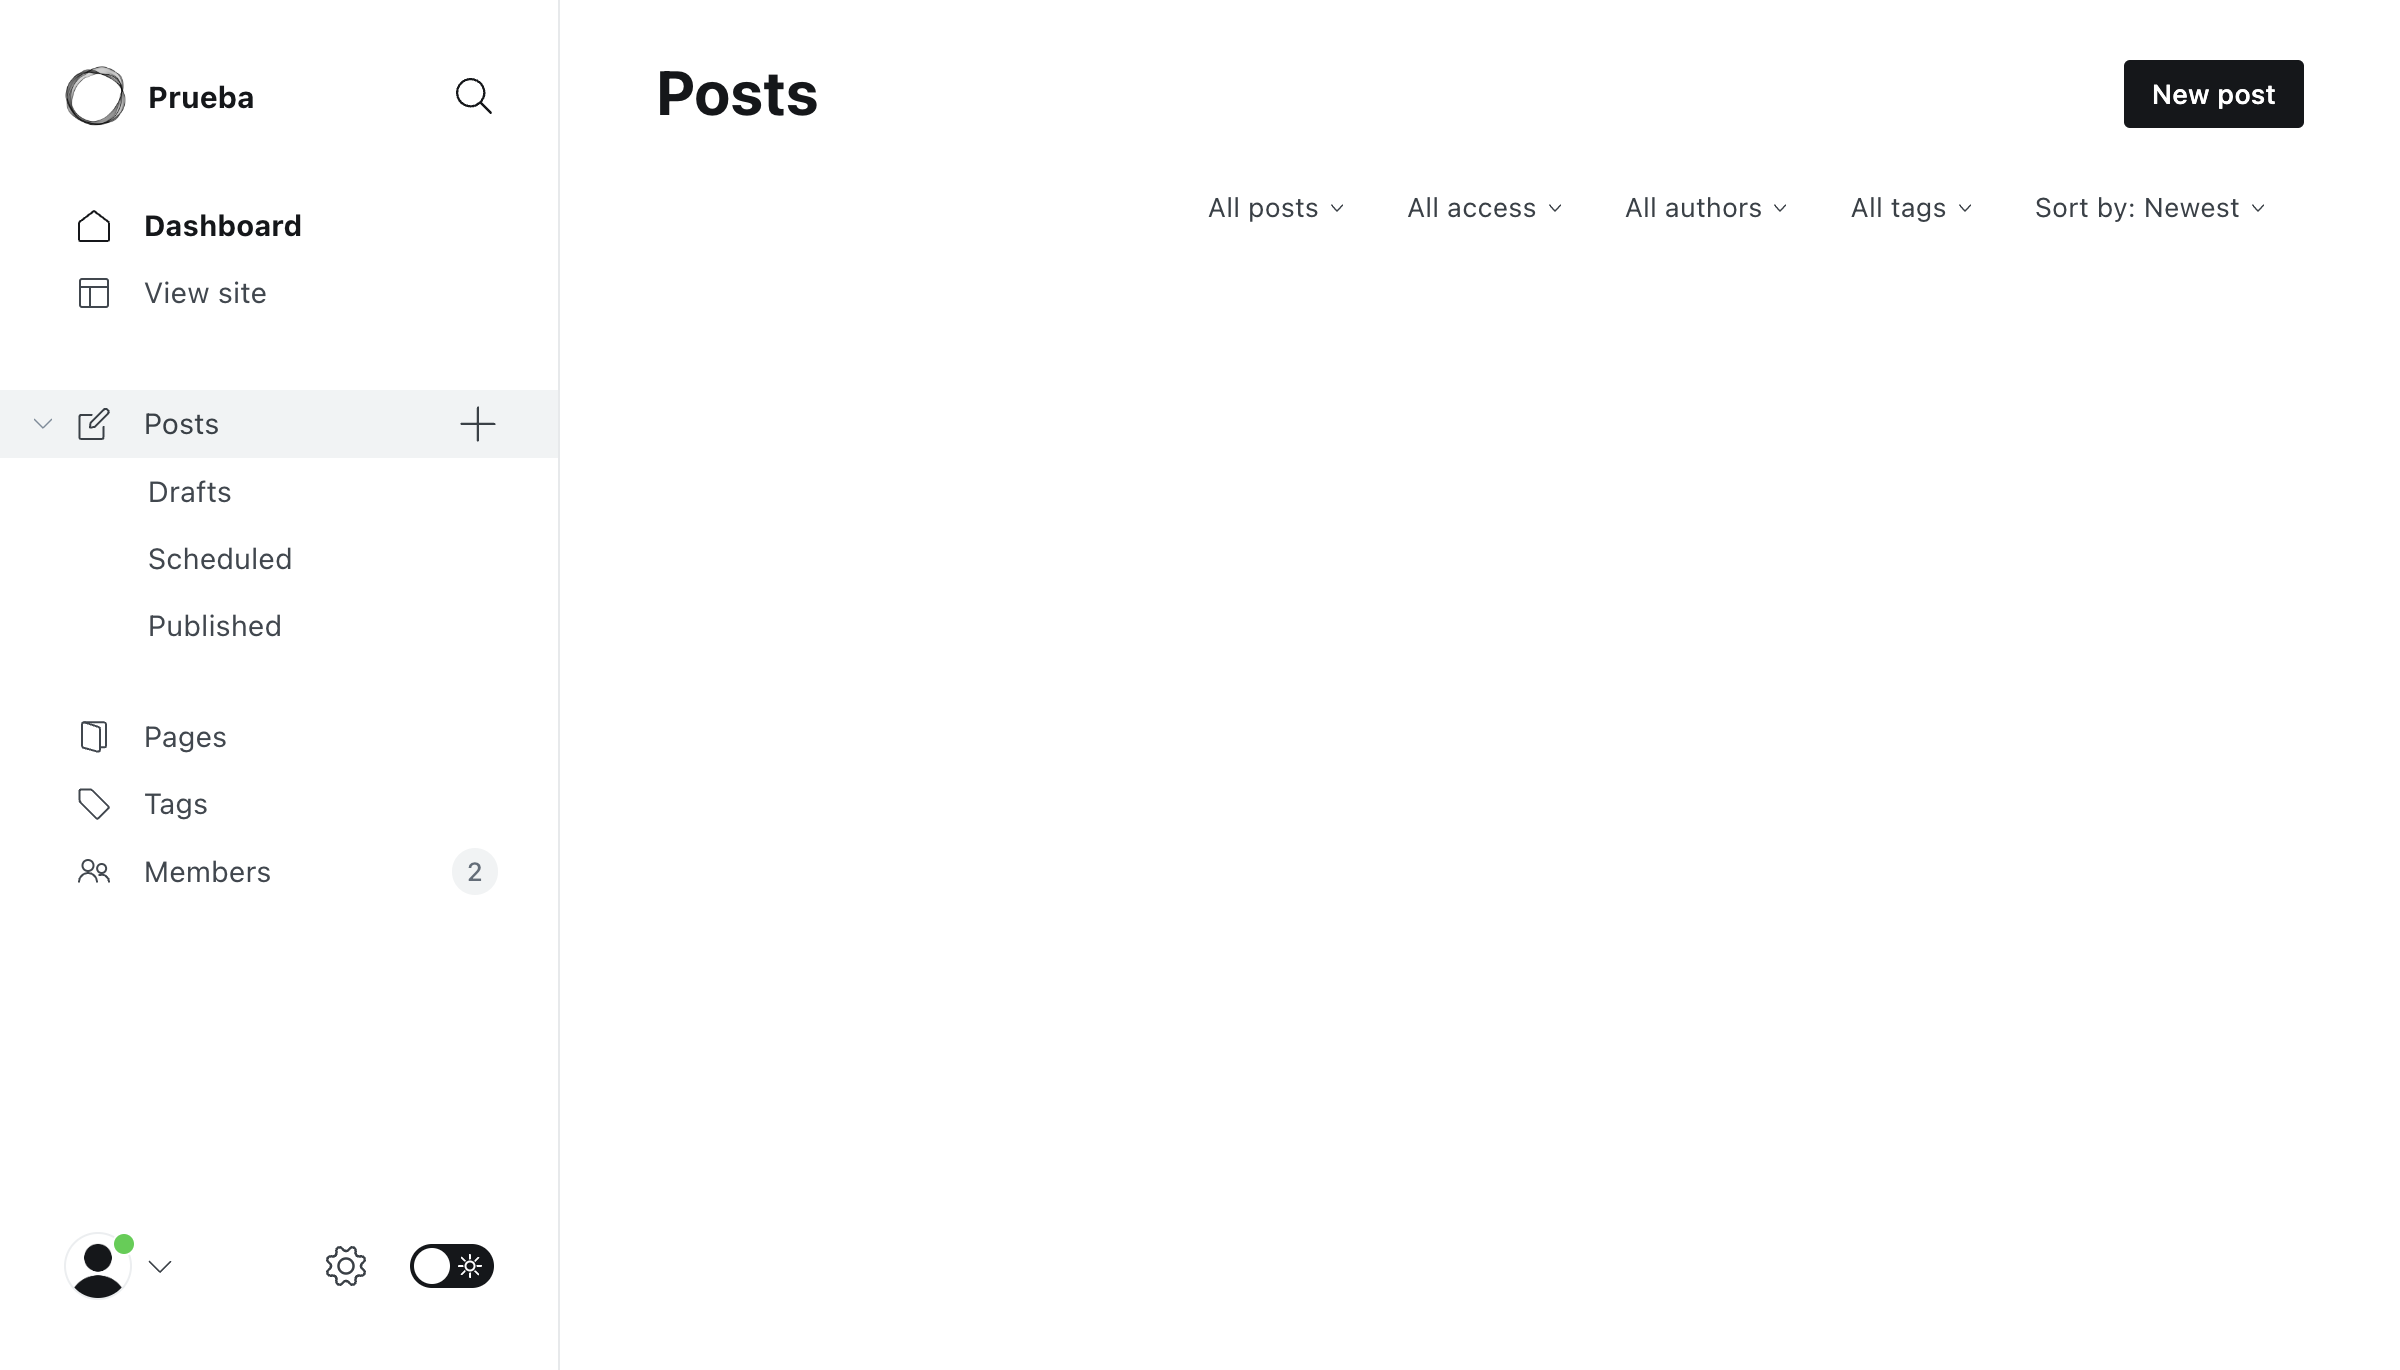 Prueba
Dashboard
View site
Posts
Drafts
Scheduled
Published
Pages
Tags
Members 2
Posts
New post
All posts All access All authors All tags Sort by: Newest